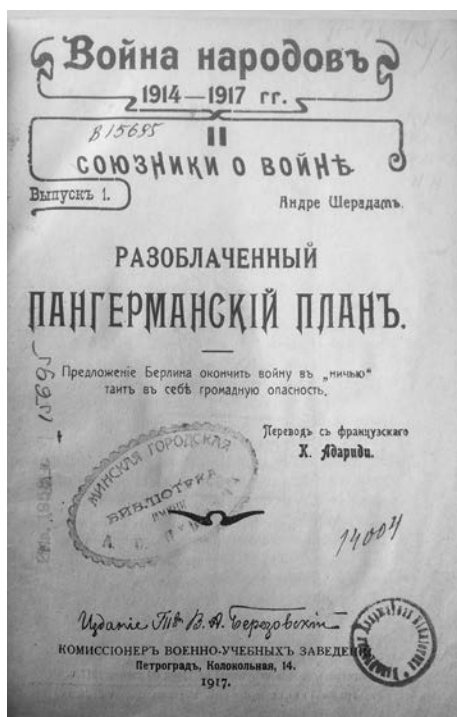 Война народовъ
1914—1917 гг.
В15695
II
СОЮЗНИКИ О ВОЙНѢ.
Выпускъ 1.
Андре Шерадамъ.
РАЗОБЛАЧЕННЫЙ
ПАНГЕРМАНСКІЙ ПЛАНЪ.
Предложеніе Берлина окончить войну въ „ничью“
таитъ въ себѣ громадную опасность.
Переводъ съ французскаго
К. Адариди.
МИНСКАЯ ГОРОДСКАЯ
БИБЛІОТЕКА
ИМЕНИ
А. С.
14004
Изданіе Т-ва В. А. Березовскій
КОМИССІОНЕРЪ ВОЕННО-УЧЕБНЫХЪ ЗАВЕДЕНІЙ
Петроградъ, Колокольная, 14.
1917.